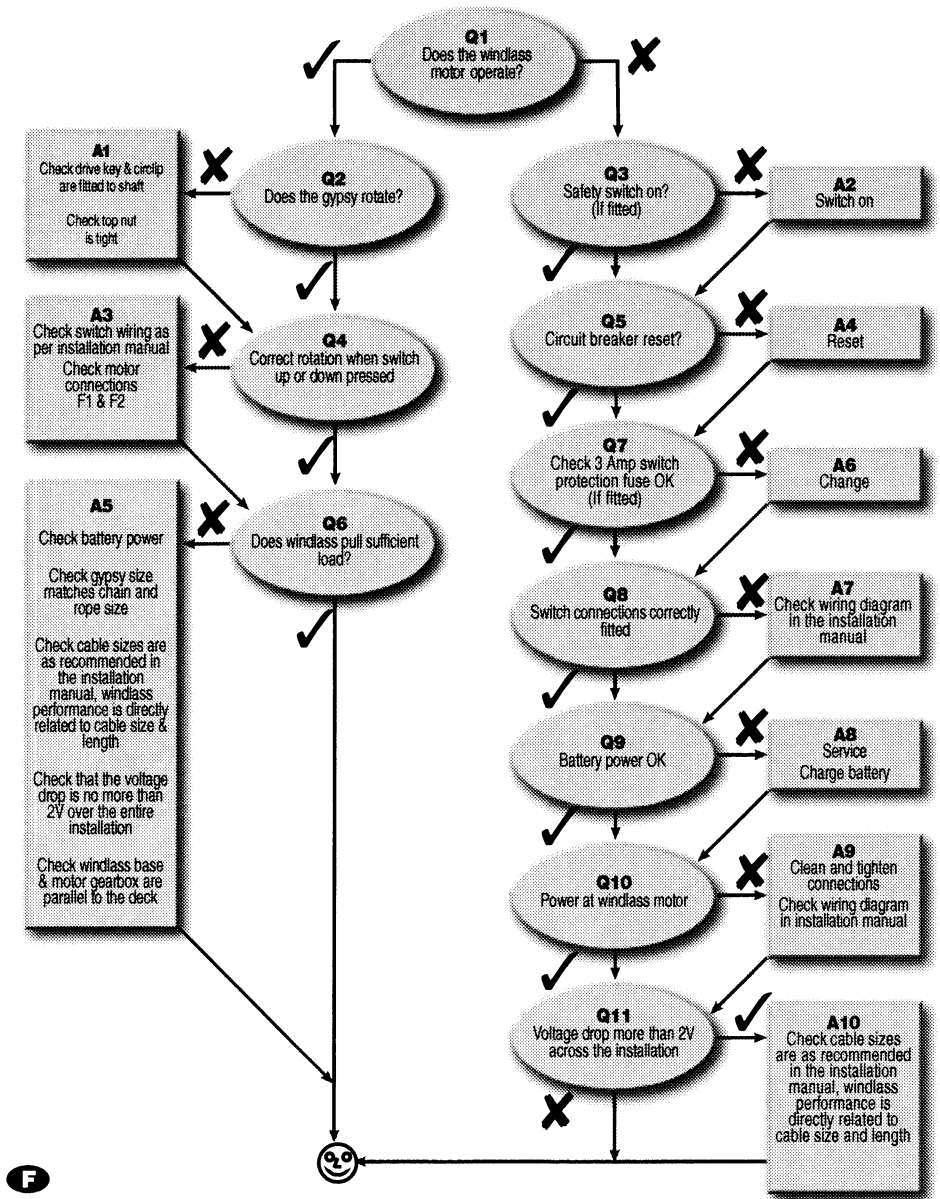 Q1
Does the windlass
motor operate?
A1
Check drive key & circlip
are fitted to shaft
Check top nut
is tight
Q2
Does the gypsy rotate?
Q3
Safety switch on?
(If fitted)
A2
Switch on
A3
Check switch wiring as
per installation manual
Check motor
connections
F1 & F2
Q4
Correct rotation when switch
up or down pressed
Q5
Circuit breaker reset?
A4
Reset
Q7
Check 3 Amp switch
protection fuse OK
(If fitted)
A6
Change
A5
Check battery power
Check gypsy size
matches chain and
rope size
Check cable sizes are
as recommended in
the installation
manual, windlass
performance is directly
related to cable size &
length
Check that the voltage
drop is no more than
2V over the entire
installation
Check windlass base
& motor gearbox are
parallel to the deck
Q6
Does windlass pull sufficient
load?
Q8
Switch connections correctly
fitted
A7
Check wiring diagram
in the installation
manual
Q9
Battery power OK
A8
Service
Charge battery
Q10
Power at windlass motor
A9
Clean and tighten
connections
Check wiring diagram
in installation manual
Q11
Voltage drop more than 2V
across the installation
A10
Check cable sizes
are as recommended
in the installation
manual, windlass
performance is
directly related to
cable size and length
F